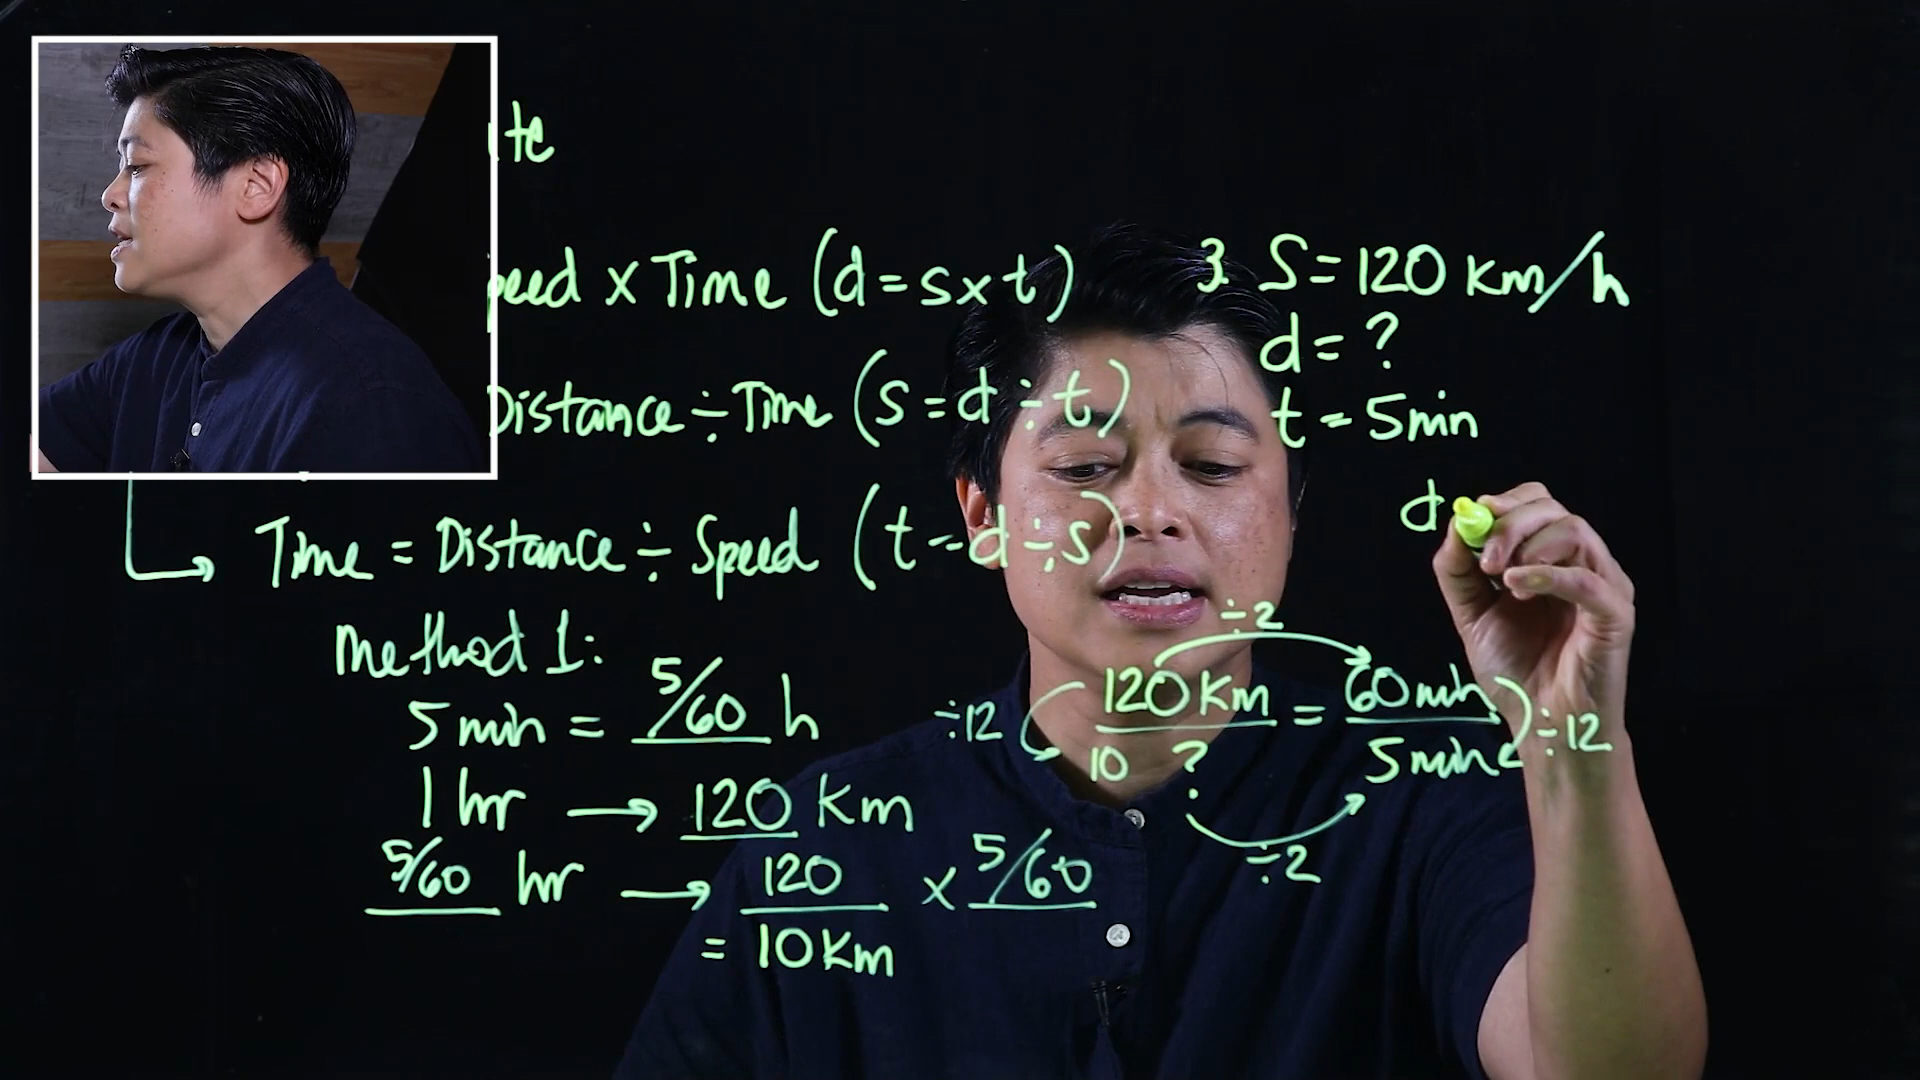 te
peed x Time (d = s x t)
Distance ÷ Time (s = d ÷ t)
Time = Distance ÷ Speed (t = d ÷ s)
Method 1:
5 min = 5/60 h
1 hr → 120 Km
5/60 hr → 120 x 5/60
= 10 Km
3. S = 120 Km/h
d = ?
t = 5 min
d
÷2
÷12 120 Km = 60 min ÷12
10 ? 5 min
÷2